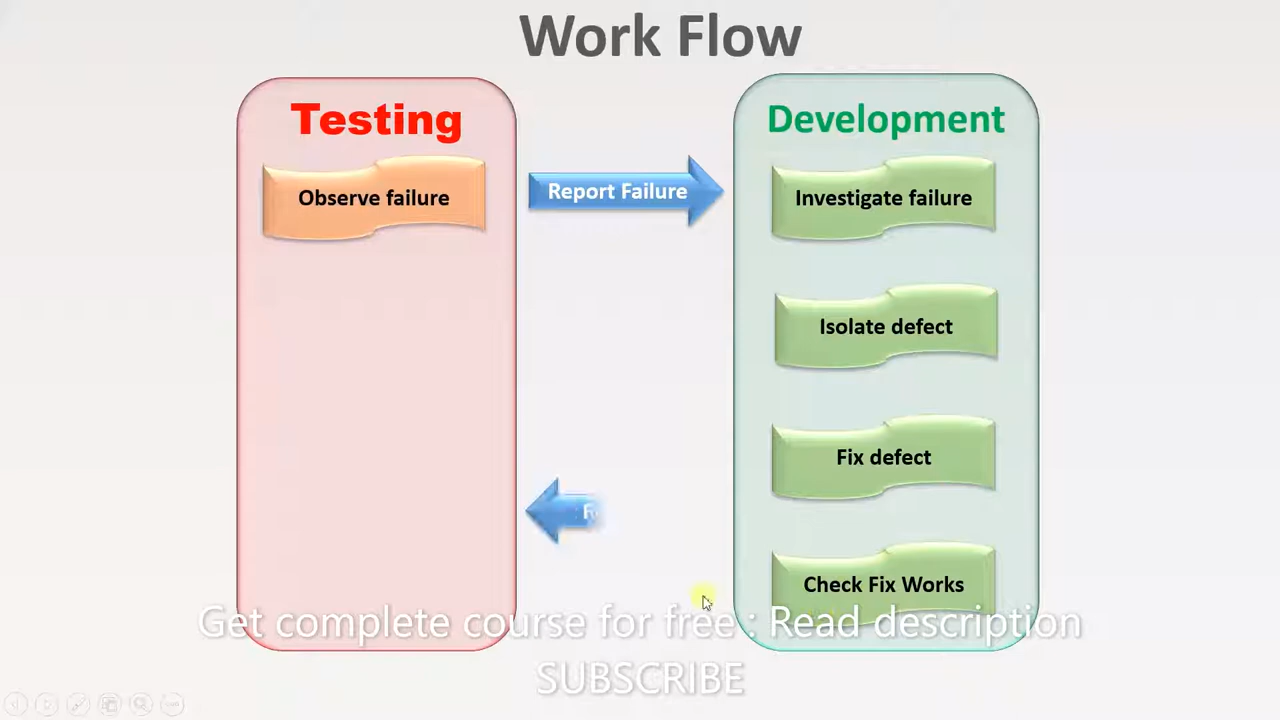 Work Flow
Testing
Development
Observe failure
Report Failure
Investigate failure
Isolate defect
Fix defect
Check Fix Works
Get complete course for free : Read description
SUBSCRIBE